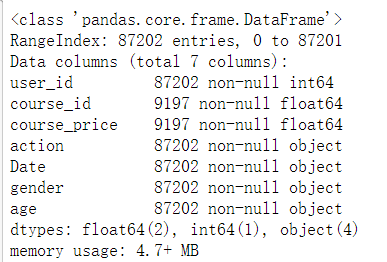 <class 'pandas.core.frame.DataFrame'>
RangeIndex: 87202 entries, 0 to 87201
Data columns (total 7 columns):
user_id         87202 non-null int64
course_id       9197 non-null float64
course_price    9197 non-null float64
action          87202 non-null object
Date            87202 non-null object
gender          87202 non-null object
age             87202 non-null object
dtypes: float64(2), int64(1), object(4)
memory usage: 4.7+ MB